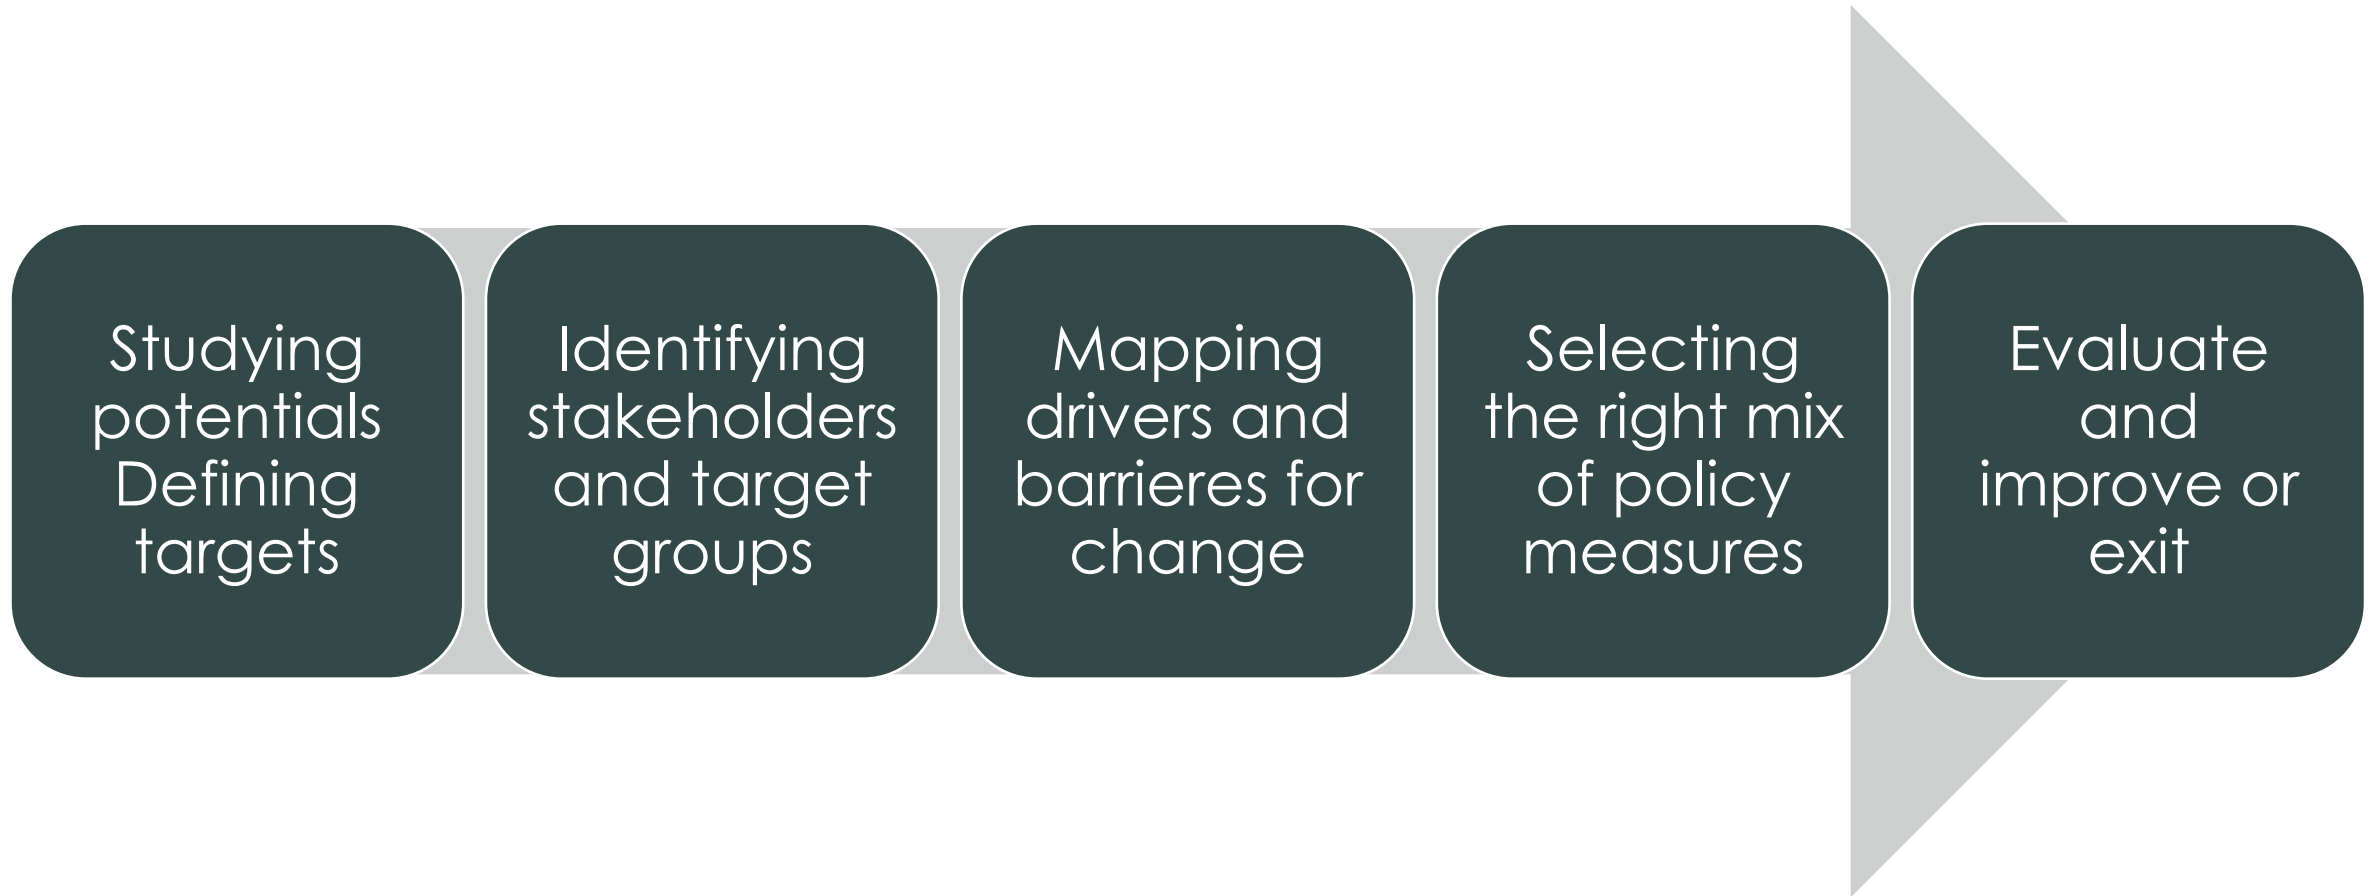 Studying
potentials
Defining
targets
Identifying
stakeholders
and target
groups
Mapping
drivers and
barrieres for
change
Selecting
the right mix
of policy
measures
Evaluate
and
improve or
exit